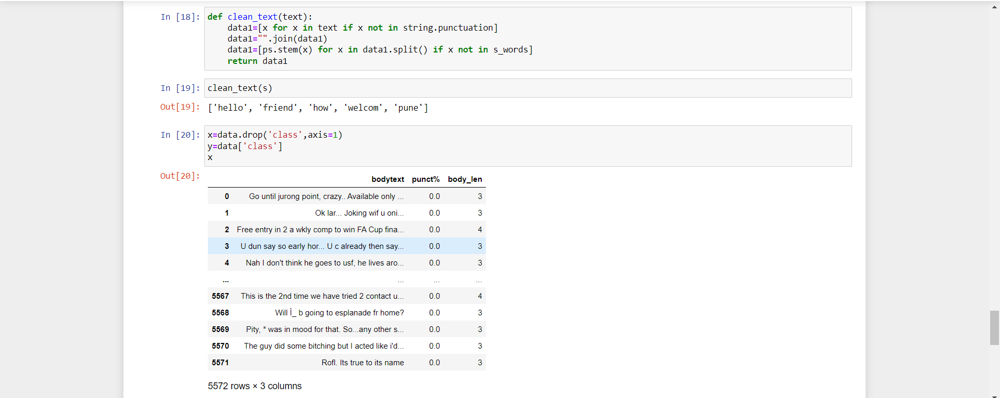 In [18]: def clean_text(text):
    data1=[x for x in text if x not in string.punctuation]
    data1="".join(data1)
    data1=[ps.stem(x) for x in data1.split() if x not in s_words]
    return data1
In [19]: clean_text(s)
Out[19]: ['hello', 'friend', 'how', 'welcom', 'pune']
In [20]: x=data.drop('class',axis=1)
y=data['class']
x
Out[20]:
bodytext punct% body_len
0 Go until jurong point, crazy.. Available only ... 0.0 3
1 Ok lar... Joking wif u oni... 0.0 3
2 Free entry in 2 a wkly comp to win FA Cup fina... 0.0 4
3 U dun say so early hor... U c already then say... 0.0 3
4 Nah I don't think he goes to usf, he lives aro... 0.0 3
... ... ... ...
5567 This is the 2nd time we have tried 2 contact u... 0.0 4
5568 Will Ì_ b going to esplanade fr home? 0.0 3
5569 Pity, * was in mood for that. So...any other s... 0.0 3
5570 The guy did some bitching but I acted like i'd... 0.0 3
5571 Rofl. Its true to its name 0.0 3
5572 rows × 3 columns